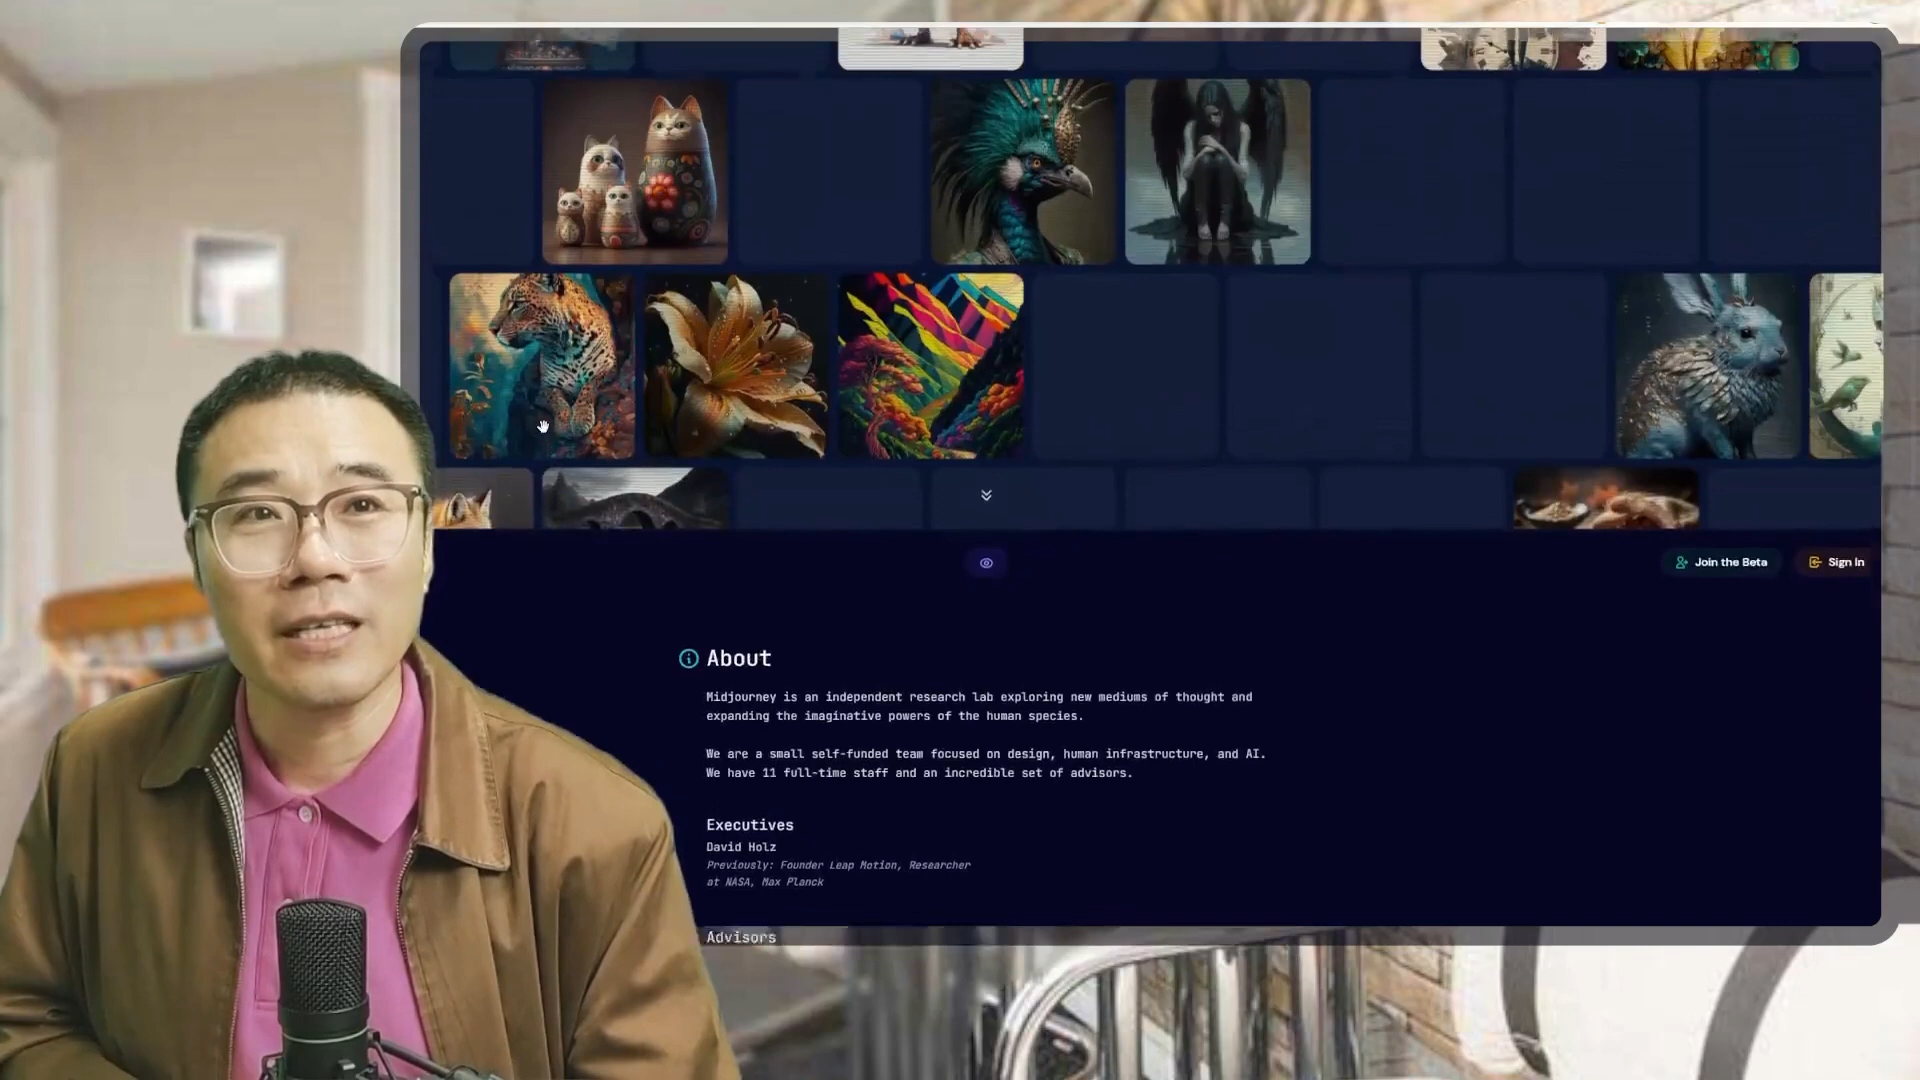 Join the Beta
Sign In
About
Midjourney is an independent research lab exploring new mediums of thought and
expanding the imaginative powers of the human species.
We are a small self-funded team focused on design, human infrastructure, and AI.
We have 11 full-time staff and an incredible set of advisors.
Executives
David Holz
Previously: Founder Leap Motion, Researcher
at NASA, Max Planck
Advisors